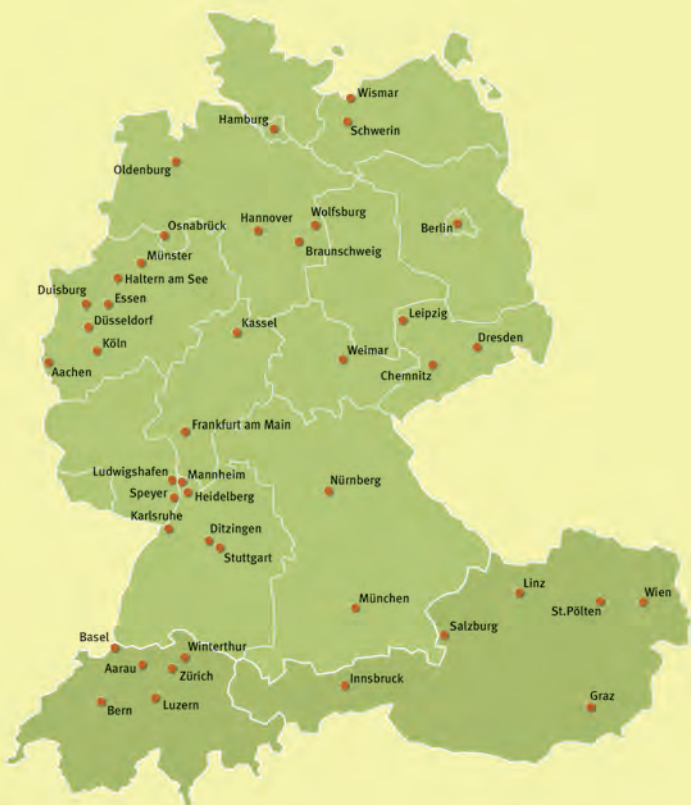 Wismar
Hamburg
Schwerin
Oldenburg
Osnabrück
Hannover
Wolfsburg
Berlin
Braunschweig
Münster
Haltern am See
Duisburg
Essen
Düsseldorf
Köln
Aachen
Kassel
Leipzig
Weimar
Dresden
Chemnitz
Frankfurt am Main
Ludwigshafen
Mannheim
Speyer
Heidelberg
Nürnberg
Karlsruhe
Ditzingen
Stuttgart
München
Linz
St.Pölten
Wien
Salzburg
Basel
Winterthur
Aarau
Zürich
Innsbruck
Bern
Luzern
Graz